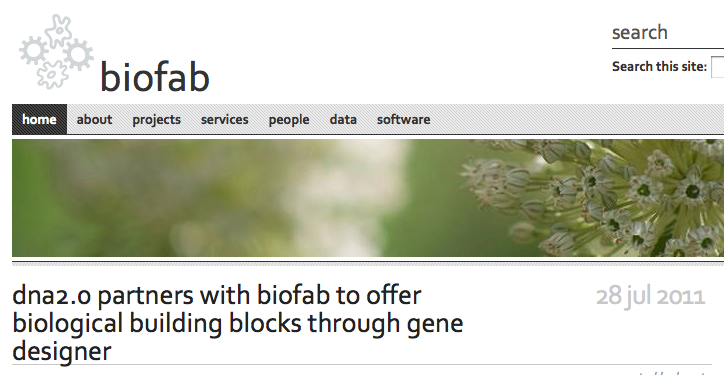 biofab
search
Search this site:
home about projects services people data software
dna2.0 partners with biofab to offer
biological building blocks through gene
designer
28 jul 2011